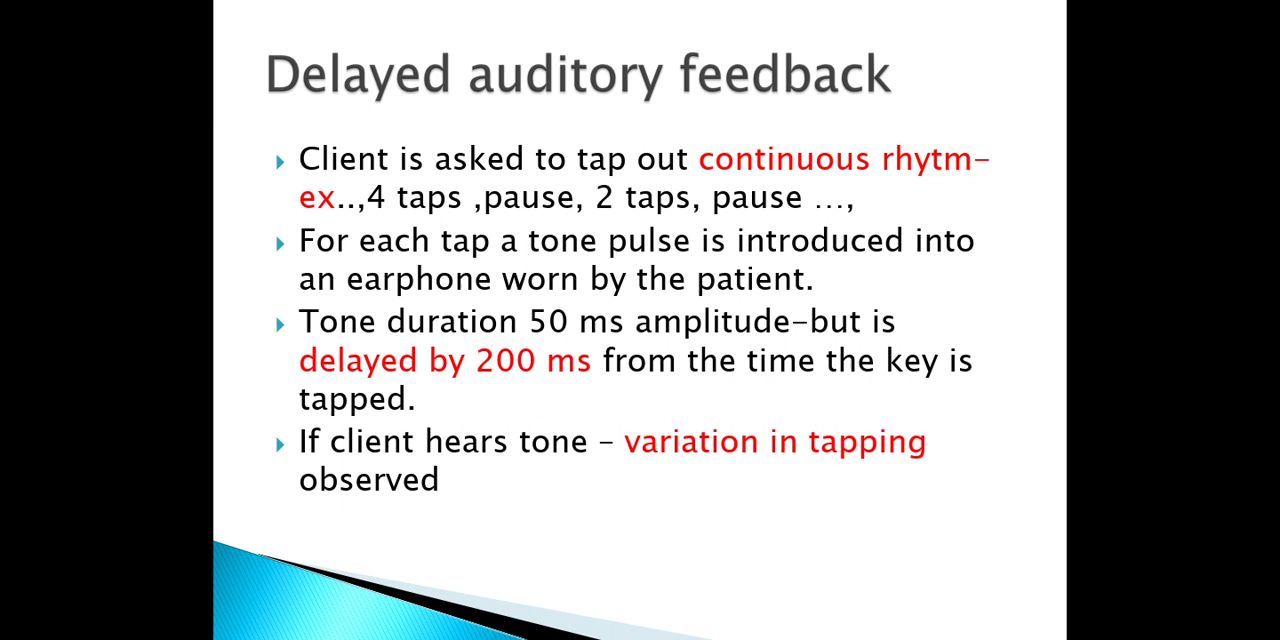 Delayed auditory feedback
Client is asked to tap out continuous rhytm-
ex..,4 taps ,pause, 2 taps, pause ...,
For each tap a tone pulse is introduced into
an earphone worn by the patient.
Tone duration 50 ms amplitude-but is
delayed by 200 ms from the time the key is
tapped.
If client hears tone – variation in tapping
observed